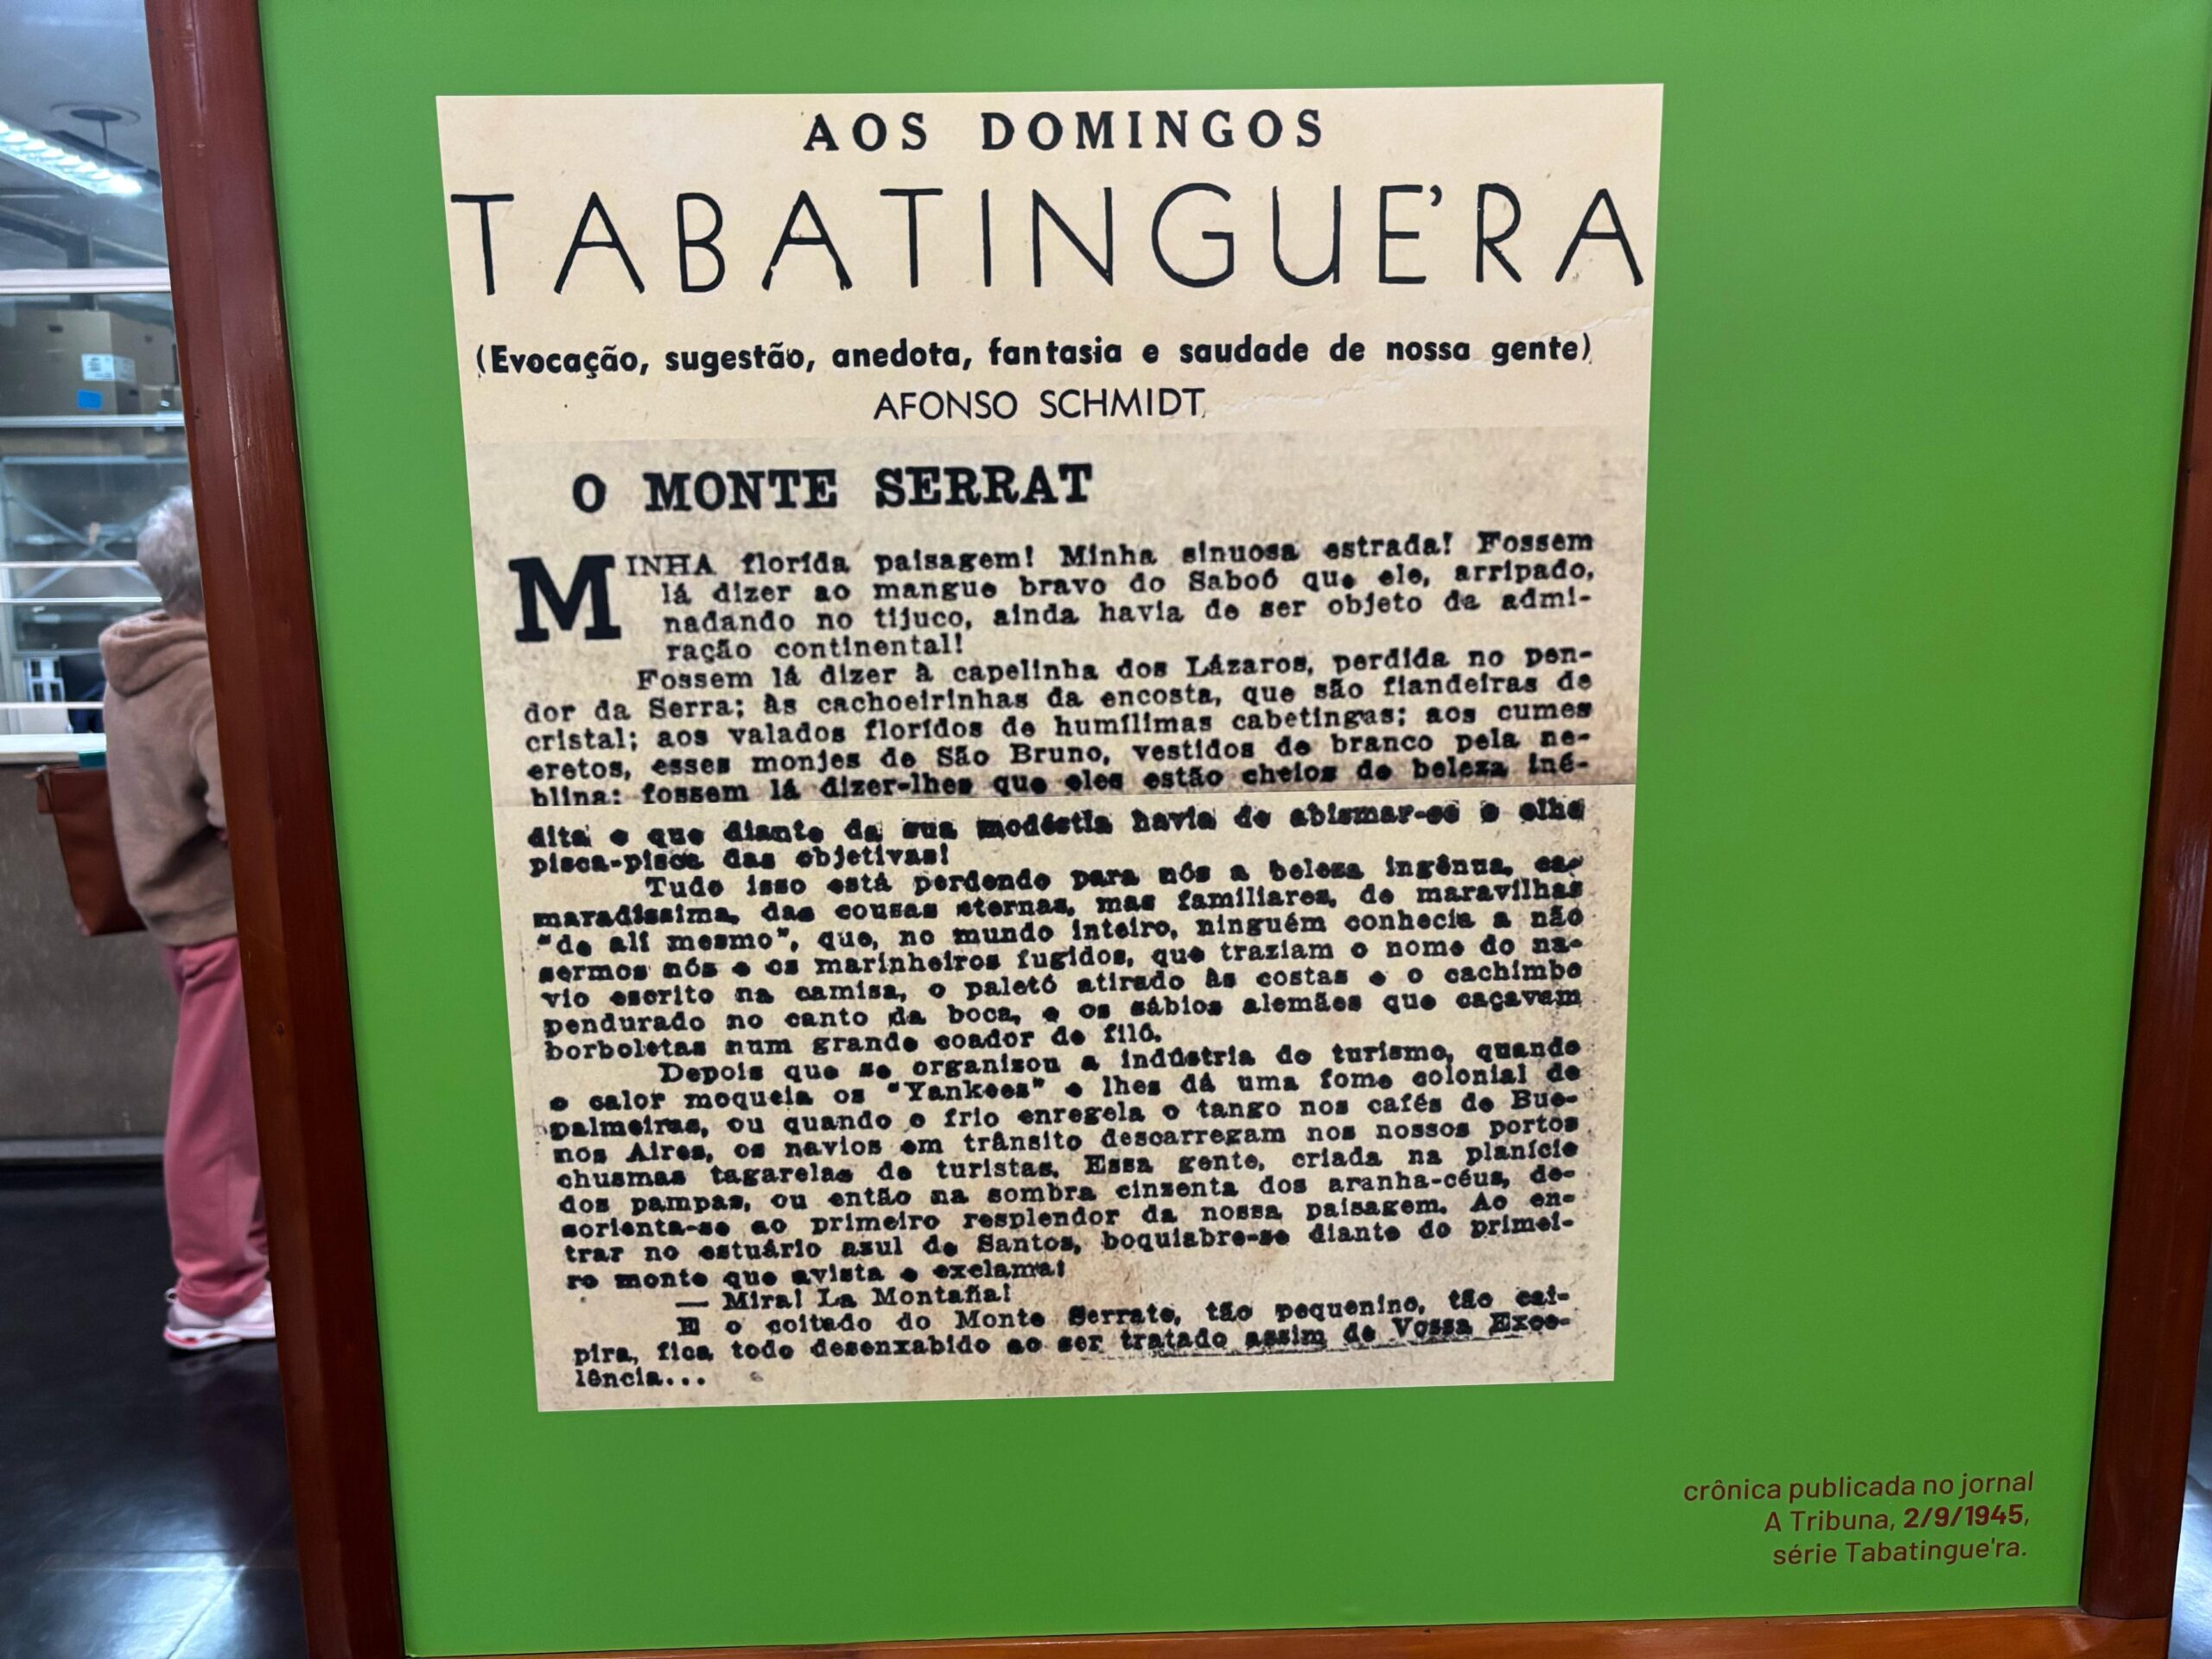 AOS DOMINGOS
TABATINGUE'RA
(Evocação, sugestão, anedota, fantasia e saudade de nossa gente)
AFONSO SCHMIDT
O MONTE SERRAT
MINHA florida paisagem! Minha sinuosa estrada! Fossem
lá dizer ao mangue bravo do Saboó que ele, arripado,
nadando no tijuco, ainda havia de ser objeto da admi-
ração continental!
Fossem lá dizer à capelinha dos Lázaros, perdida no pen-
dor da Serra; às cachoeirinhas da encosta, que são fiandeiras de
cristal; aos valados floridos de humílimas cabetingas; aos cumes
eretos, esses monjes de São Bruno, vestidos de branco pela ne-
blina; fossem lá dizer-lhes que eles estão cheios de beleza iné-
dita e que diante da sua modéstia havia de abismar-se o olho
pisca-pisca das objetivas!
Tudo isso está perdendo para nós a beleza ingênua, ca-
maradíssima, das cousas eternas, mas familiares, de maravilhas
"de alí mesmo", que, no mundo inteiro, ninguém conhecia a não
sermos nós e os marinheiros fugidos, que traziam o nome do na-
vio escrito na camisa, o paletó atirado às costas e o cachimbo
pendurado no canto da boca, e os sábios alemães que caçavam
borboletas num grande coador de filó.
Depois que se organizou a indústria do turismo, quando
o calor moqueia os "Yankees" e lhes dá uma fome colonial de
palmeiras, ou quando o frio enregela o tango nos cafés de Bue-
nos Aires, os navios em trânsito descarregam nos nossos portos
chusmas tagarelas de turistas. Essa gente, criada na planície
dos pampas, ou então na sombra cinzenta dos aranha-céus, de-
sorienta-se ao primeiro resplendor da nossa paisagem. Ao en-
trar no estuário azul de Santos, boquiabre-se diante do primei-
ro monte que avista e exclama:
— Mira! La Montaña!
E o coitado do Monte Serrate, tão pequenino, tão cai-
pira, fica todo desenxabido ao ser tratado assim de Vossa Exce-
lência...
crônica publicada no jornal
A Tribuna, 2/9/1945,
série Tabatingue'ra.